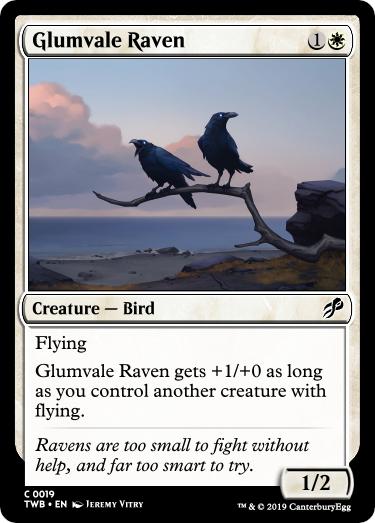 Glumvale Raven 1
Creature — Bird
Flying
Glumvale Raven gets +1/+0 as long
as you control another creature with
flying.
Ravens are too small to fight without
help, and far too smart to try.
1/2
C 0019
TWB • EN Jeremy Vitry
™ & © 2019 CanterburyEgg